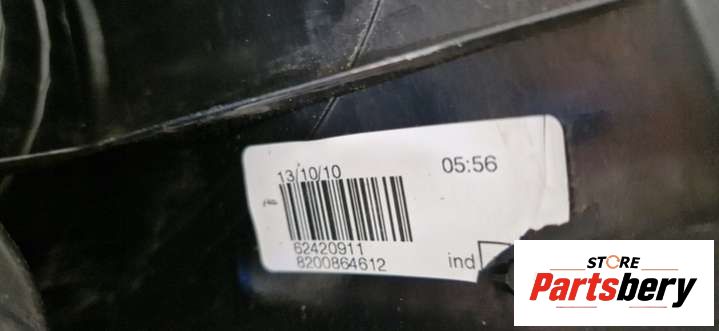 13/10/10 05:56
62420911
8200864612 ind
STORE
Partsbery